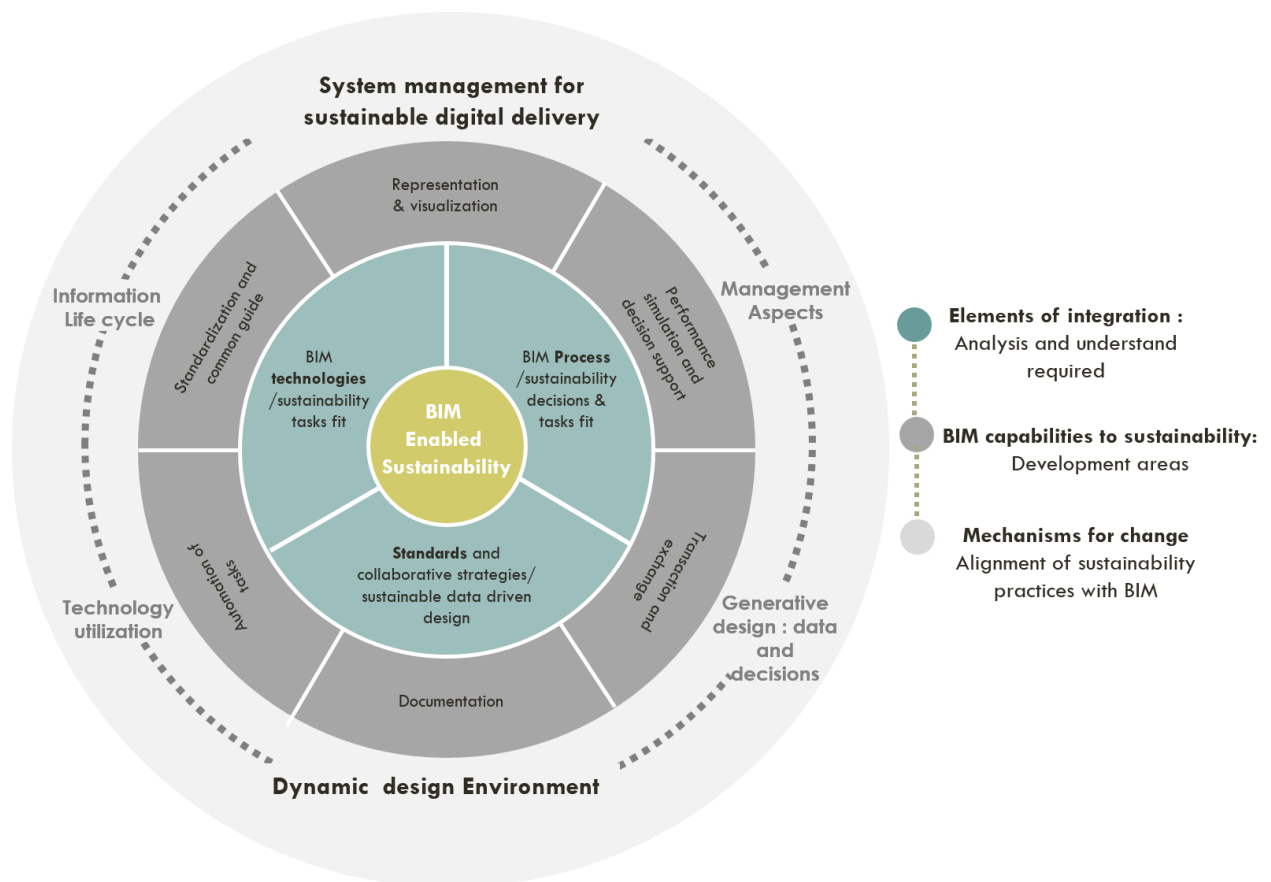 System management for
sustainable digital delivery
Representation
& visualization
Standardization and
common guide
Performance
simulation and
decision support
Information
Life cycle
Management
Aspects
BIM
technologies
/sustainability
tasks fit
BIM Process
/sustainability
decisions &
tasks fit
BIM
Enabled
Sustainability
Standards and
collaborative strategies/
sustainable data driven
design
Automation of
tasks
Transaction and
exchange
Technology
utilization
Generative
design : data
and
decisions
Documentation
Dynamic  design Environment
Elements of integration :
Analysis and understand
required
BIM capabilities to sustainability:
Development areas
Mechanisms for change
Alignment of sustainability
practices with BIM